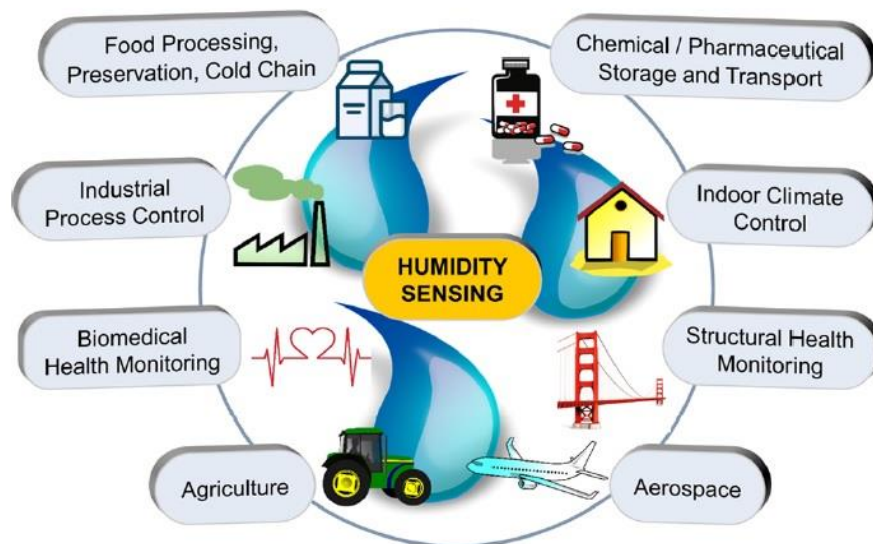 Food Processing,
Preservation, Cold Chain
Chemical / Pharmaceutical
Storage and Transport
Industrial
Process Control
Indoor Climate
Control
HUMIDITY
SENSING
Biomedical
Health Monitoring
Structural Health
Monitoring
Agriculture
Aerospace